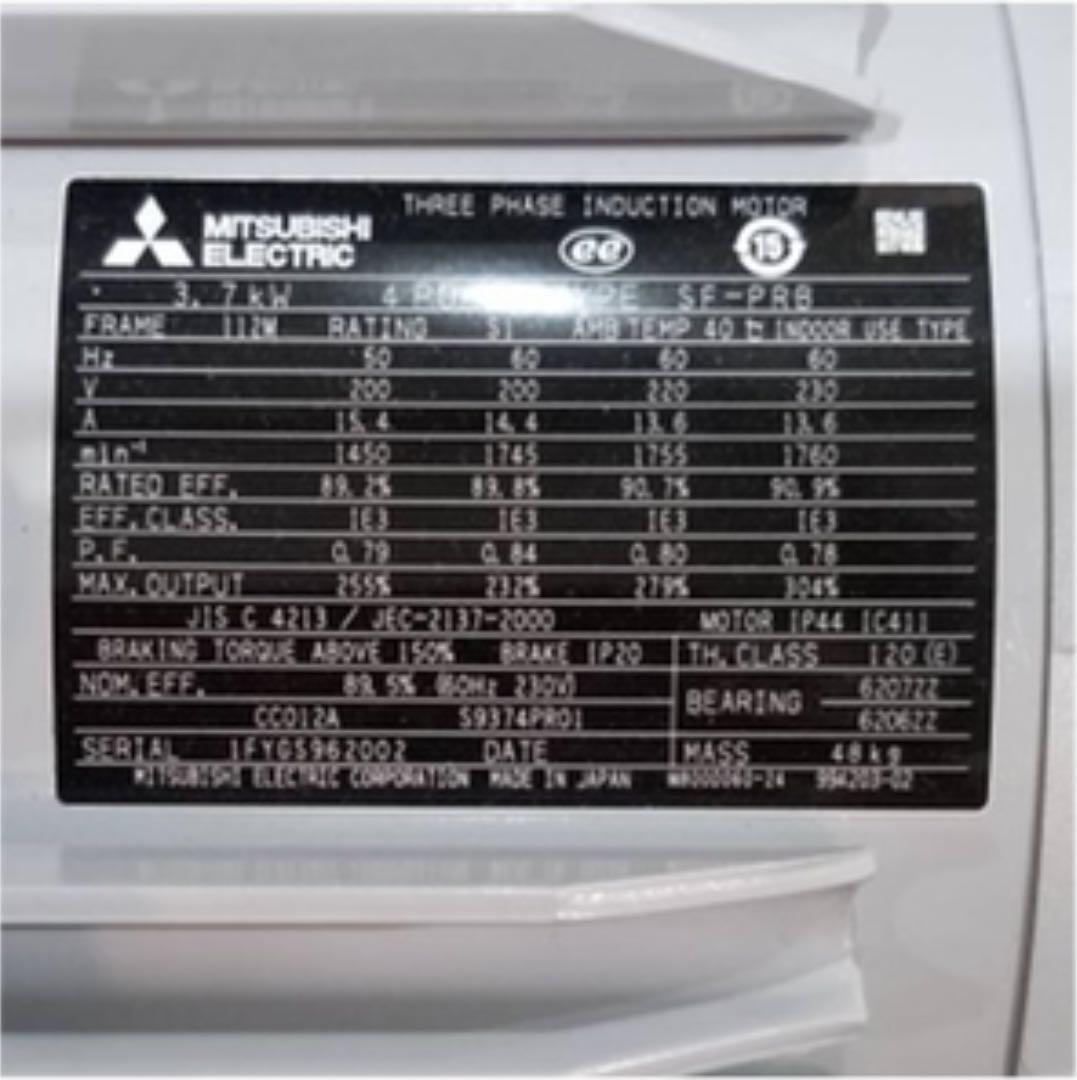 THREE PHASE INDUCTION MOTOR
MITSUBISHI
ELECTRIC
ee
15
3.7kW 4 SF-PRB
FRAME 112M RATING S1 AMB TEMP 40℃ INDOOR USE TYPE
Hz 50 60 60 60
V 200 200 220 230
A 15.4 14.4 13.6 13.6
min⁻¹ 1450 1745 1755 1760
RATED EFF. 89.2% 89.8% 90.7% 90.9%
EFF.CLASS. IE3 IE3 IE3 IE3
P.F. 0.79 0.84 0.80 0.78
MAX.OUTPUT 255% 232% 279% 304%
JIS C 4213 / JEC-2137-2000 MOTOR IP44 IC411
BRAKING TORQUE ABOVE 150% BRAKE IP20 TH.CLASS 120(E)
NOM.EFF. 89.5% (60Hz 230V) BEARING 6207ZZ
CC012A S9374PR01 6206ZZ
SERIAL 1FYGS962002 DATE MASS 48kg
MITSUBISHI ELECTRIC CORPORATION MADE IN JAPAN